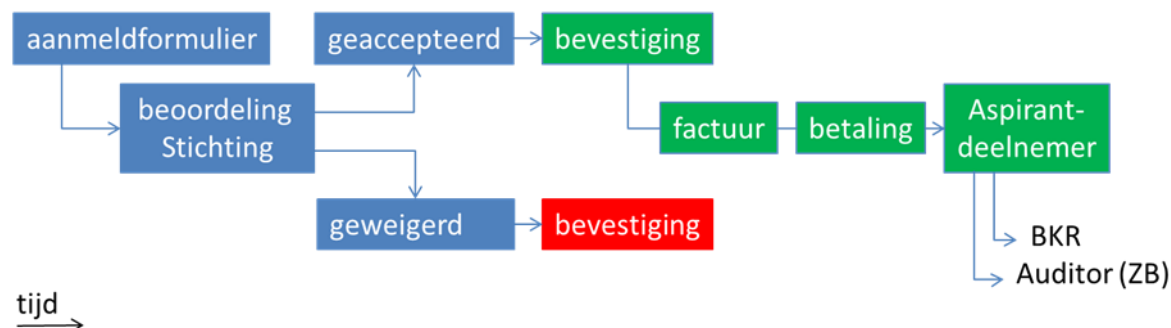 aanmeldformulier
geaccepteerd
bevestiging
beoordeling
Stichting
factuur
betaling
Aspirant-
deelnemer
geweigerd
bevestiging
BKR
Auditor (ZB)
tijd